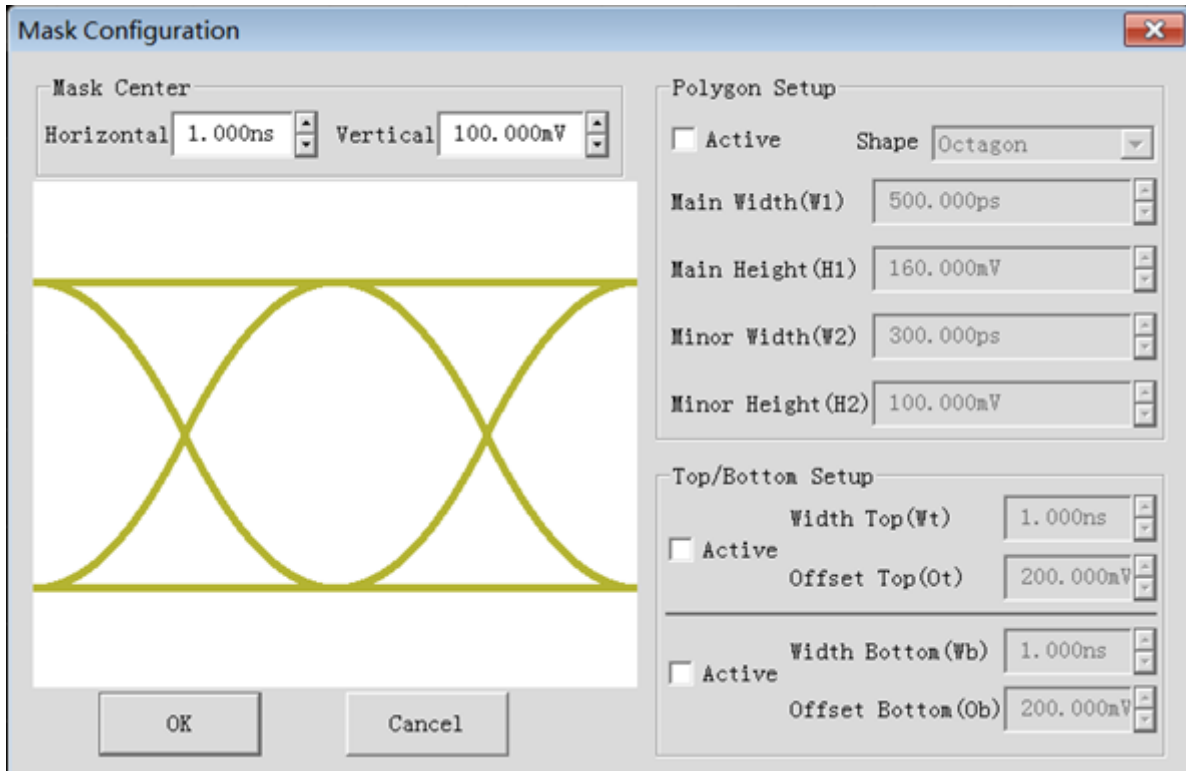 Mask Configuration
Mask Center
Horizontal 1.000ns Vertical 100.000mV
OK Cancel
Polygon Setup
Active Shape Octagon
Main Width(W1) 500.000ps
Main Height(H1) 160.000mV
Minor Width(W2) 300.000ps
Minor Height(H2) 100.000mV
Top/Bottom Setup
Width Top(Wt) 1.000ns
Active
Offset Top(Ot) 200.000mV
Width Bottom(Wb) 1.000ns
Active
Offset Bottom(Ob) 200.000mV